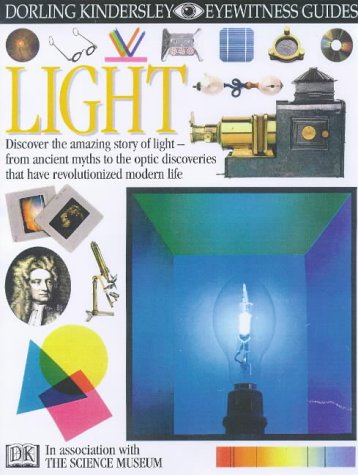 DORLING KINDERSLEY EYEWITNESS GUIDES
LIGHT
Discover the amazing story of light –
from ancient myths to the optic discoveries
that have revolutionized modern life
DK
In association with
THE SCIENCE MUSEUM